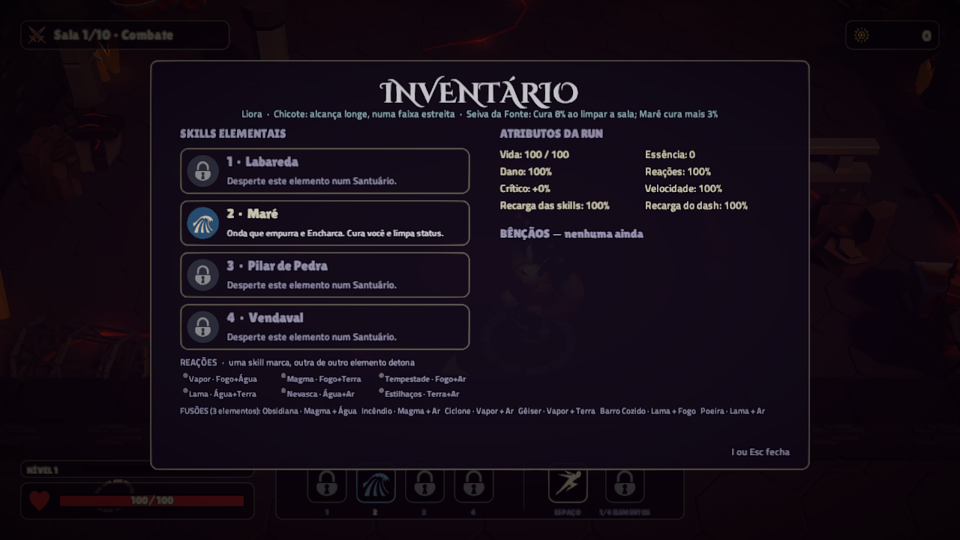 Sala 1/10 · Combate
0
INVENTÁRIO
Liora · Chicote: alcança longe, numa faixa estreita · Seiva da Fonte: Cura 8% ao limpar a sala; Maré cura mais 3%
SKILLS ELEMENTAIS
1 · Labareda
Desperte este elemento num Santuário.
2 · Maré
Onda que empurra e Encharca. Cura você e limpa status.
3 · Pilar de Pedra
Desperte este elemento num Santuário.
4 · Vendaval
Desperte este elemento num Santuário.
REAÇÕES · uma skill marca, outra de outro elemento detona
Vapor · Fogo+Água Magma · Fogo+Terra Tempestade · Fogo+Ar
Lama · Água+Terra Nevasca · Água+Ar Estilhaços · Terra+Ar
FUSÕES (3 elementos): Obsidiana · Magma + Água Incêndio · Magma + Ar Ciclone · Vapor + Ar Gêiser · Vapor + Terra Barro Cozido · Lama + Fogo Poeira · Lama + Ar
ATRIBUTOS DA RUN
Vida: 100 / 100 Essência: 0
Dano: 100% Reações: 100%
Crítico: +0% Velocidade: 100%
Recarga das skills: 100% Recarga do dash: 100%
BÊNÇÃOS — nenhuma ainda
I ou Esc fecha
NÍVEL 1
100/100
1 2 3 4 ESPAÇO 1/4 ELEMENTOS